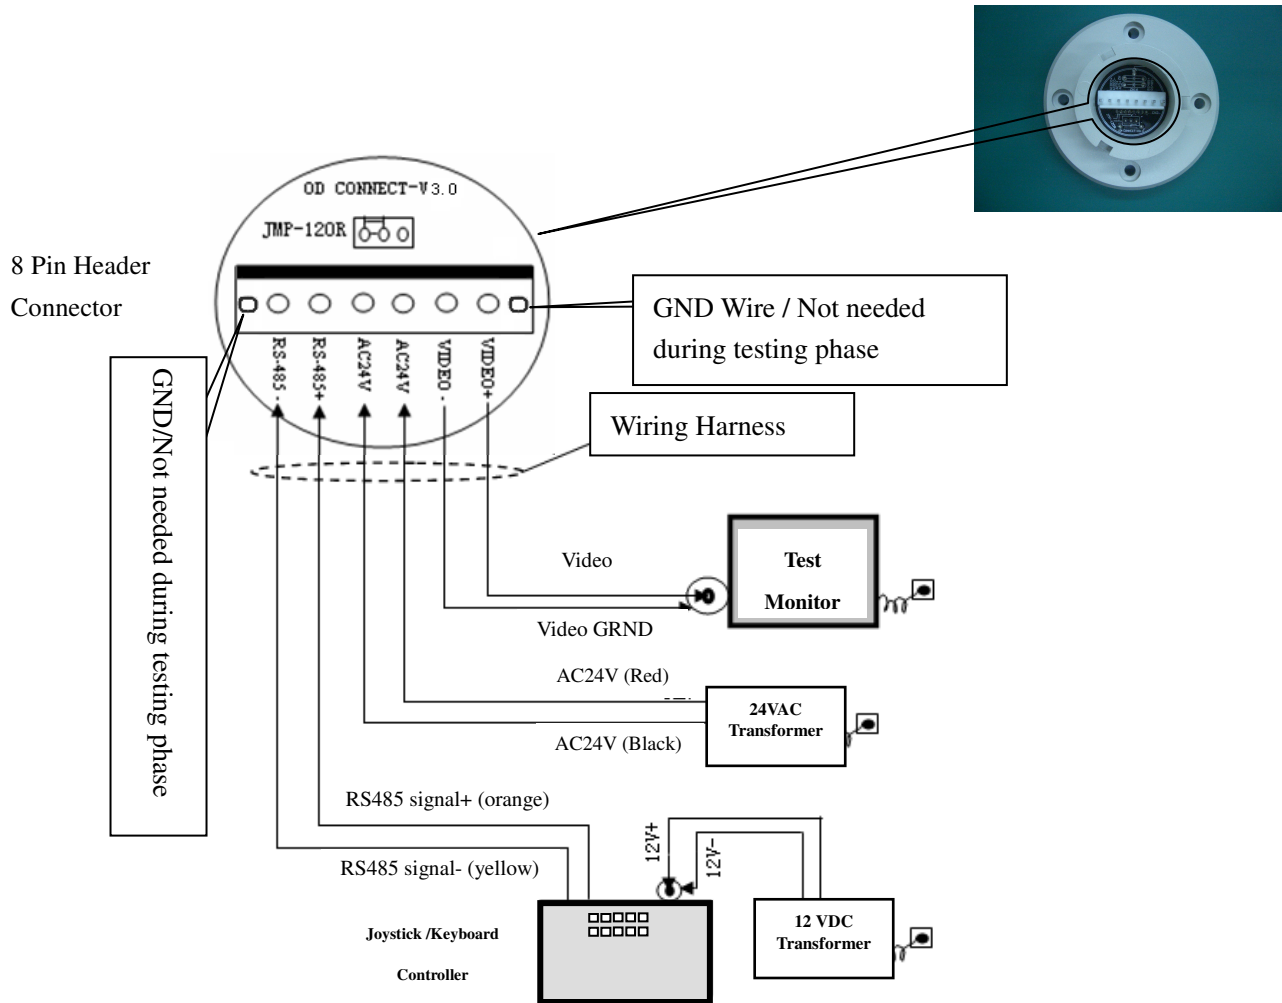 OD CONNECT-V3.0
JMP-120R
8 Pin Header
Connector
GND Wire / Not needed
during testing phase
RS-485-
RS-485+
AC24V
AC24V
VIDEO-
VIDEO+
GND/Not needed during testing phase
Wiring Harness
Video
Test
Monitor
Video GRND
AC24V (Red)
24VAC
Transformer
AC24V (Black)
RS485 signal+ (orange)
12V+
12V-
RS485 signal- (yellow)
Joystick /Keyboard
Controller
12 VDC
Transformer